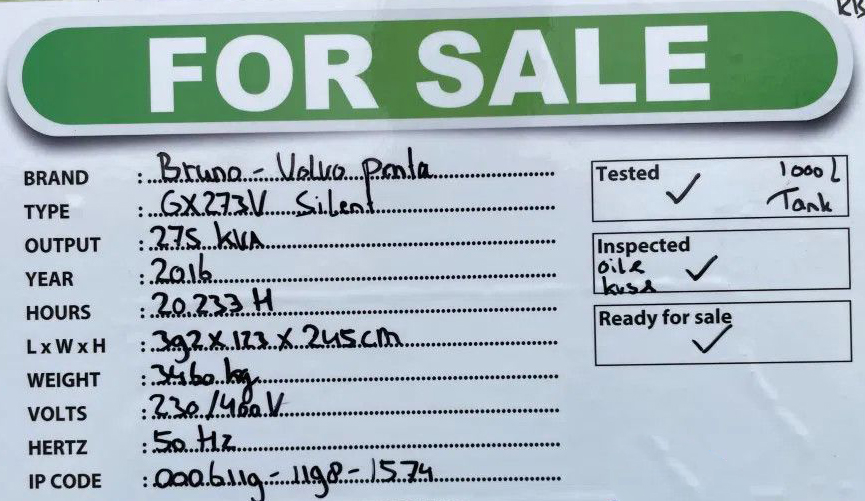 FOR SALE
BRAND : Bruno - Volvo Penta
TYPE : GX273V Silent
OUTPUT : 275 kVA
YEAR : 2016
HOURS : 20.233 H
L x W x H : 392 X 123 X 245 cm
WEIGHT : 3460 kg
VOLTS : 230/400V
HERTZ : 50 Hz
IP CODE : 000611g - 1198 - 1574
Tested ✓ 1000 L
Tank
Inspected
oil ✓
Ready for sale
✓